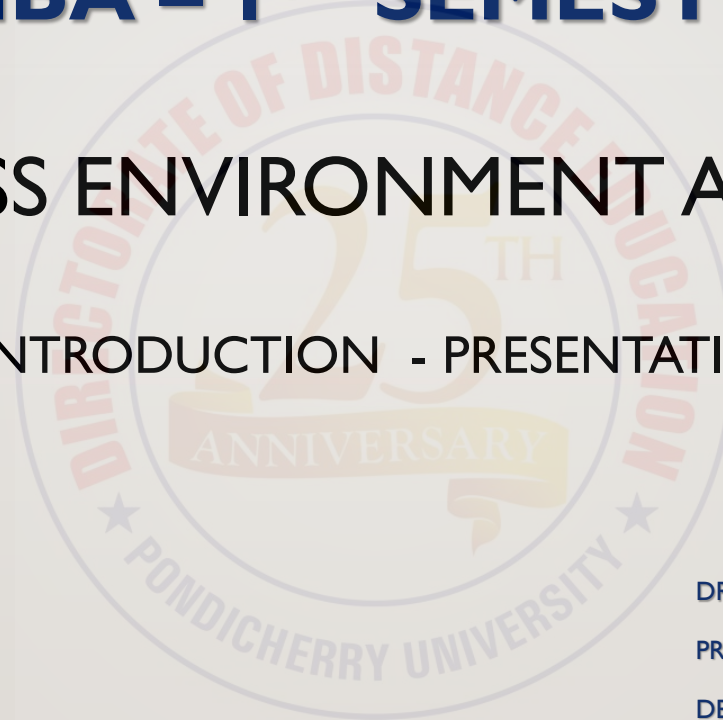 MBA – I SEMEST
DIRECTORATE OF DISTANCE EDUCATION
SS ENVIRONMENT A
25TH
NTRODUCTION - PRESENTATI
ANNIVERSARY
PONDICHERRY UNIVERSITY
DR
PR
DE